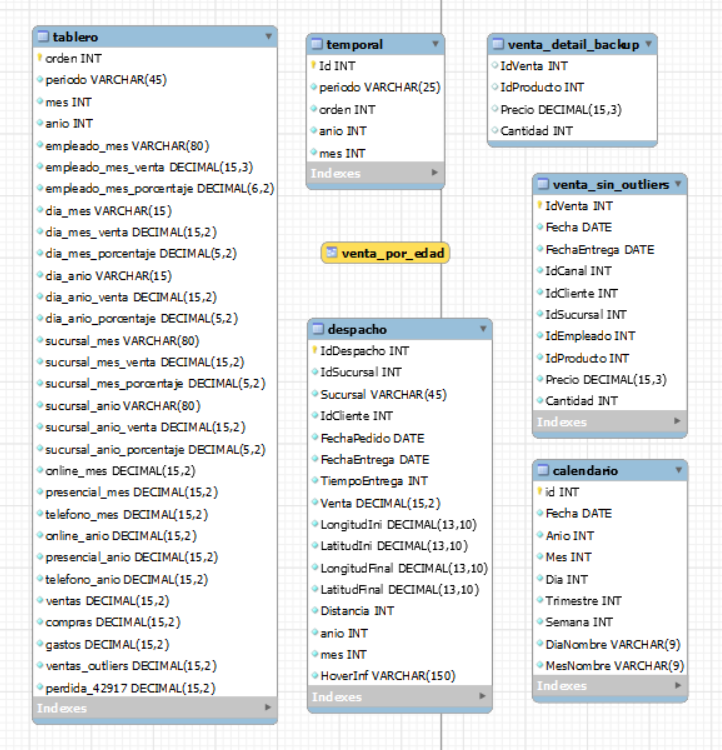 tablero
orden INT
periodo VARCHAR(45)
mes INT
anio INT
empleado_mes VARCHAR(80)
empleado_mes_venta DECIMAL(15,3)
empleado_mes_porcentaje DECIMAL(6,2)
dia_mes VARCHAR(15)
dia_mes_venta DECIMAL(15,2)
dia_mes_porcentaje DECIMAL(5,2)
dia_anio VARCHAR(15)
dia_anio_venta DECIMAL(15,2)
dia_anio_porcentaje DECIMAL(5,2)
sucursal_mes VARCHAR(80)
sucursal_mes_venta DECIMAL(15,2)
sucursal_mes_porcentaje DECIMAL(5,2)
sucursal_anio VARCHAR(80)
sucursal_anio_venta DECIMAL(15,2)
sucursal_anio_porcentaje DECIMAL(5,2)
online_mes DECIMAL(15,2)
presencial_mes DECIMAL(15,2)
telefono_mes DECIMAL(15,2)
online_anio DECIMAL(15,2)
presencial_anio DECIMAL(15,2)
telefono_anio DECIMAL(15,2)
ventas DECIMAL(15,2)
compras DECIMAL(15,2)
gastos DECIMAL(15,2)
ventas_outliers DECIMAL(15,2)
perdida_42917 DECIMAL(15,2)
Indexes
temporal
Id INT
periodo VARCHAR(25)
orden INT
anio INT
mes INT
Indexes
venta_por_edad
despacho
IdDespacho INT
IdSucursal INT
Sucursal VARCHAR(45)
IdCliente INT
FechaPedido DATE
FechaEntrega DATE
TiempoEntrega INT
Venta DECIMAL(15,2)
LongitudIni DECIMAL(13,10)
LatitudIni DECIMAL(13,10)
LongitudFinal DECIMAL(13,10)
LatitudFinal DECIMAL(13,10)
Distancia INT
anio INT
mes INT
HoverInf VARCHAR(150)
Indexes
venta_detail_backup
IdVenta INT
IdProducto INT
Precio DECIMAL(15,3)
Cantidad INT
venta_sin_outliers
IdVenta INT
Fecha DATE
FechaEntrega DATE
IdCanal INT
IdCliente INT
IdSucursal INT
IdEmpleado INT
IdProducto INT
Precio DECIMAL(15,3)
Cantidad INT
Indexes
calendario
id INT
Fecha DATE
Anio INT
Mes INT
Dia INT
Trimestre INT
Semana INT
DiaNombre VARCHAR(9)
MesNombre VARCHAR(9)
Indexes